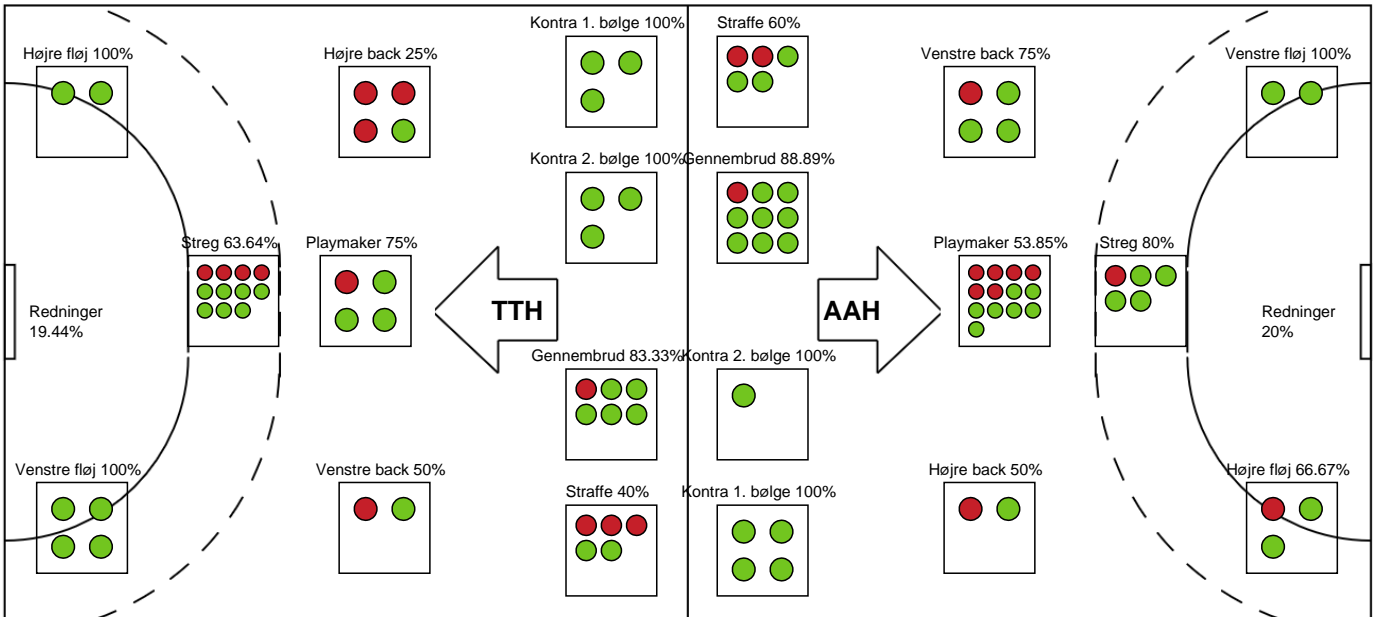 Kontra 1. bølge 100%
Straffe 60%
Højre fløj 100%
Højre back 25%
Venstre back 75%
Venstre fløj 100%
Kontra 2. bølge 100%
Gennembrud 88.89%
Streg 63.64%
Playmaker 75%
Playmaker 53.85%
Streg 80%
Redninger
19.44%
TTH
AAH
Redninger
20%
Gennembrud 83.33%
Kontra 2. bølge 100%
Venstre fløj 100%
Venstre back 50%
Højre back 50%
Højre fløj 66.67%
Straffe 40%
Kontra 1. bølge 100%